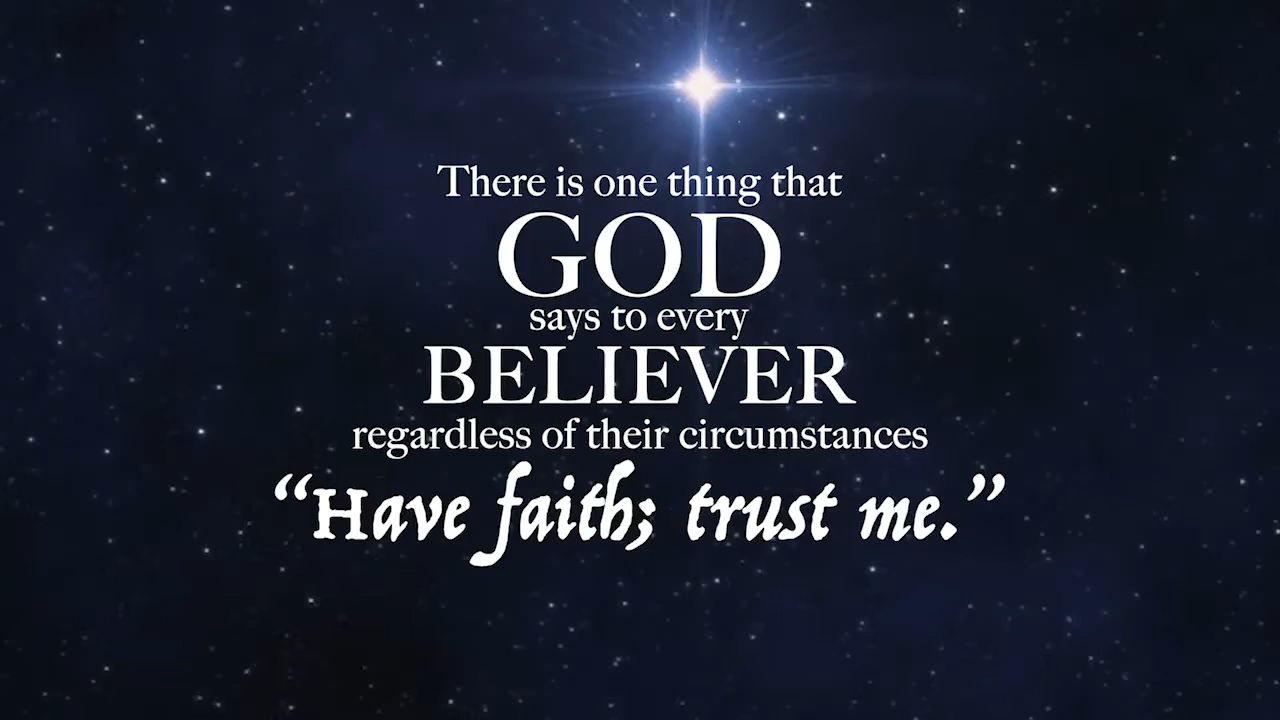 There is one thing that
GOD
says to every
BELIEVER
regardless of their circumstances
“Have faith; trust me.”